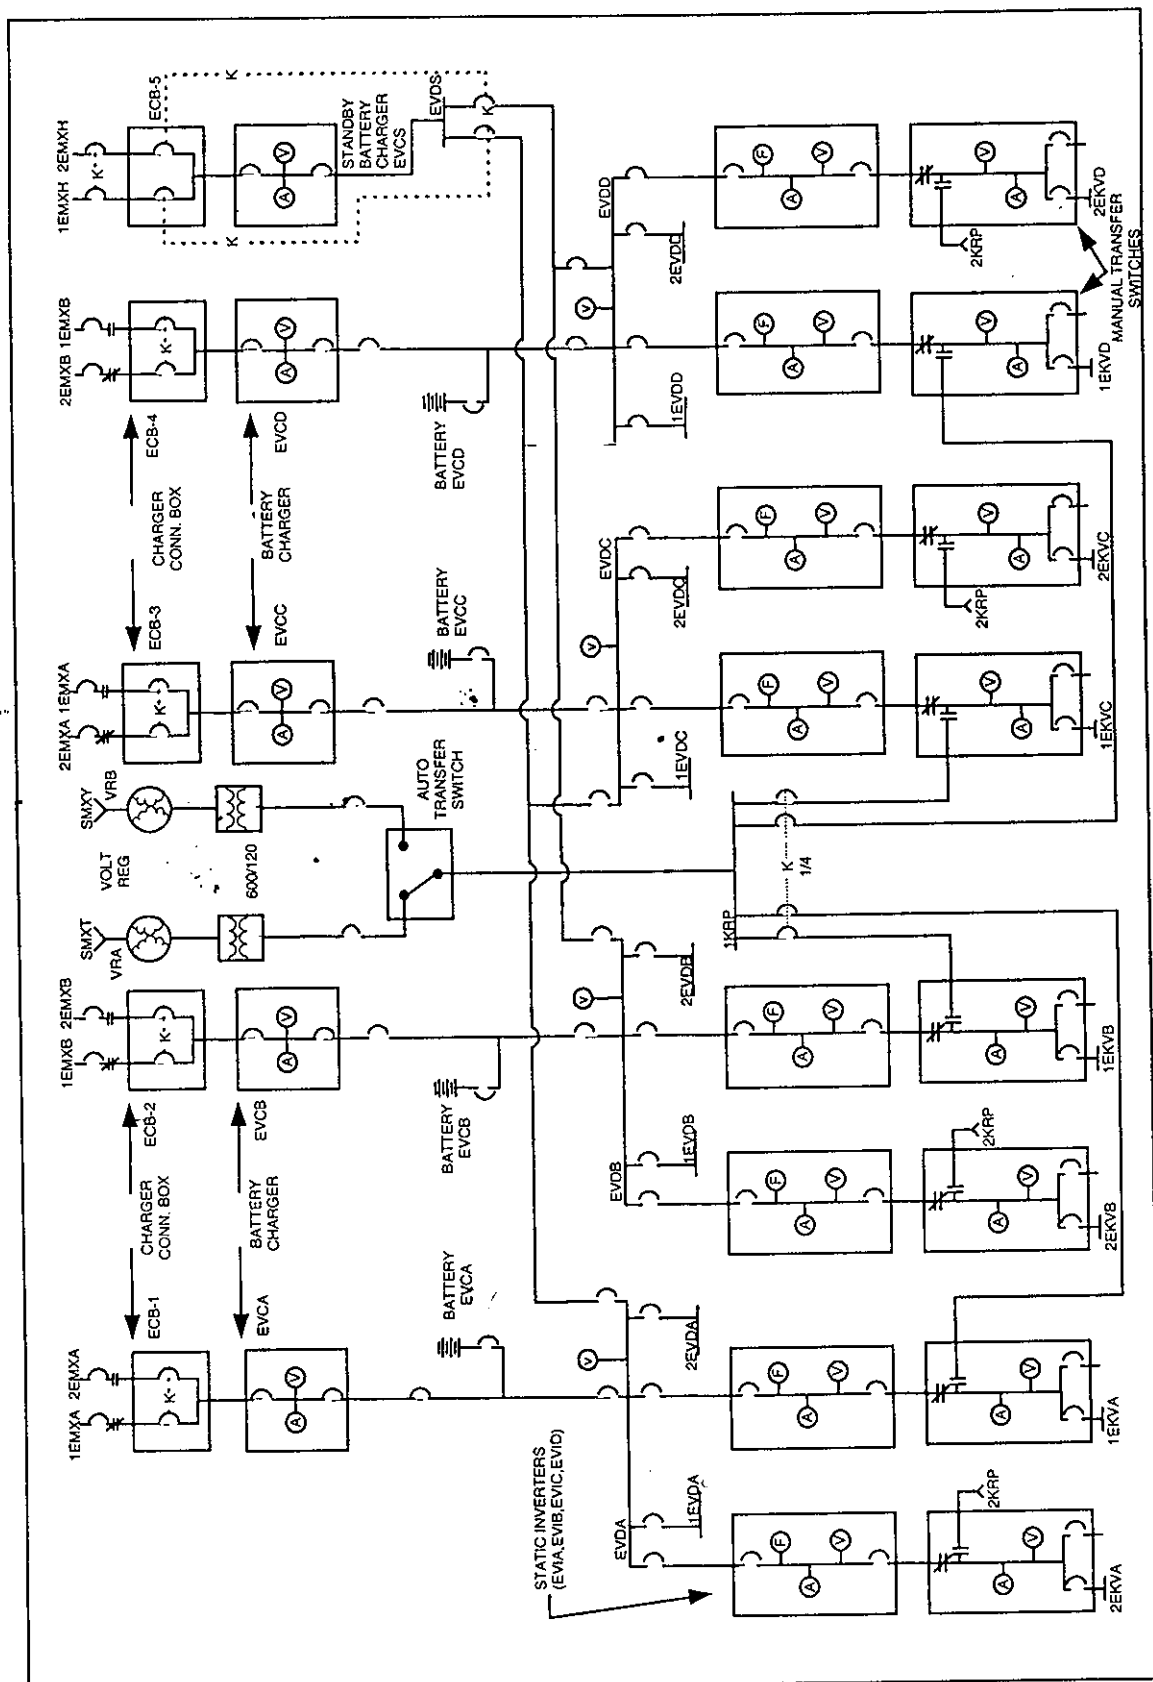 1EMXA
2EMXA
ECB-1
CHARGER
CONN. BOX
ECB-2
1EMXB
2EMXB
SMXT
VRA
VOLT
REG
SMXY
VRB
2EMXA
1EMXA
ECB-3
CHARGER
CONN. BOX
ECB-4
2EMXB
1EMXB
1EMXH
2EMXH
ECB-5
K
K
K
K
K
K
K
EVCA
BATTERY
CHARGER
EVCB
600/120
EVCC
BATTERY
CHARGER
EVCD
STANDBY
BATTERY
CHARGER
EVCS
A
V
A
V
A
V
A
V
A
V
BATTERY
EVCA
BATTERY
EVCB
AUTO
TRANSFER
SWITCH
BATTERY
EVCC
BATTERY
EVCD
EVDS
K
STATIC INVERTERS
(EVIA,EVIB,EVIC,EVID)
EVDA
1EVDA
V
2EVDA
EVDB
1EVDB
V
2EVDB
1KRP
K
1/4
1EVDC
V
EVDC
2EVDC
1EVDD
V
EVDD
2EVDD
F
A
V
F
A
V
F
A
V
F
A
V
F
A
V
F
A
V
F
A
V
F
A
V
2KRP
2KRP
2KRP
2KRP
A
V
A
V
A
V
A
V
A
V
A
V
A
V
A
V
2EKVA
1EKVA
2EKVB
1EKVB
1EKVC
2EKVC
1EKVD
MANUAL TRANSFER
SWITCHES
2EKVD